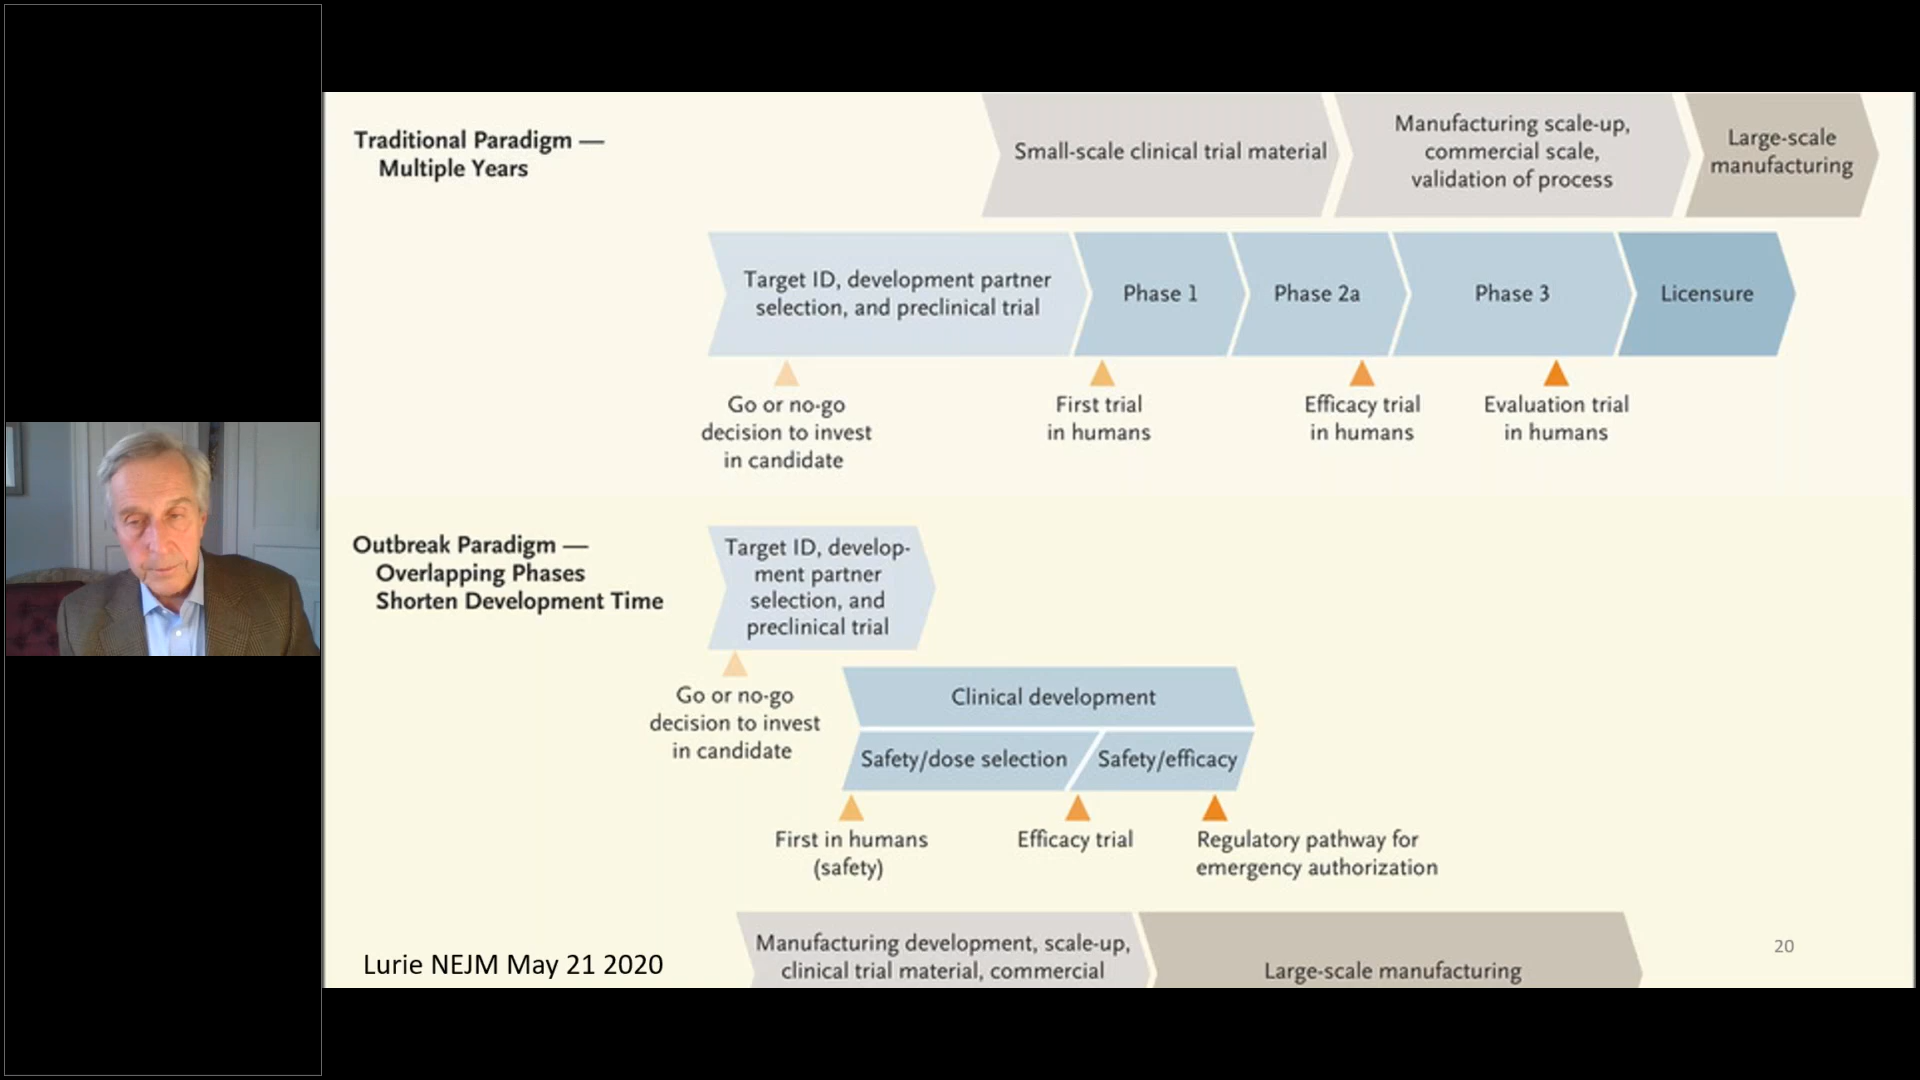 Traditional Paradigm —
Multiple Years
Small-scale clinical trial material
Manufacturing scale-up,
commercial scale,
validation of process
Large-scale
manufacturing
Target ID, development partner
selection, and preclinical trial
Phase 1
Phase 2a
Phase 3
Licensure
Go or no-go
decision to invest
in candidate
First trial
in humans
Efficacy trial
in humans
Evaluation trial
in humans
Outbreak Paradigm —
Overlapping Phases
Shorten Development Time
Target ID, develop-
ment partner
selection, and
preclinical trial
Go or no-go
decision to invest
in candidate
Clinical development
Safety/dose selection
Safety/efficacy
First in humans
(safety)
Efficacy trial
Regulatory pathway for
emergency authorization
Manufacturing development, scale-up,
clinical trial material, commercial
Large-scale manufacturing
Lurie NEJM May 21 2020
20